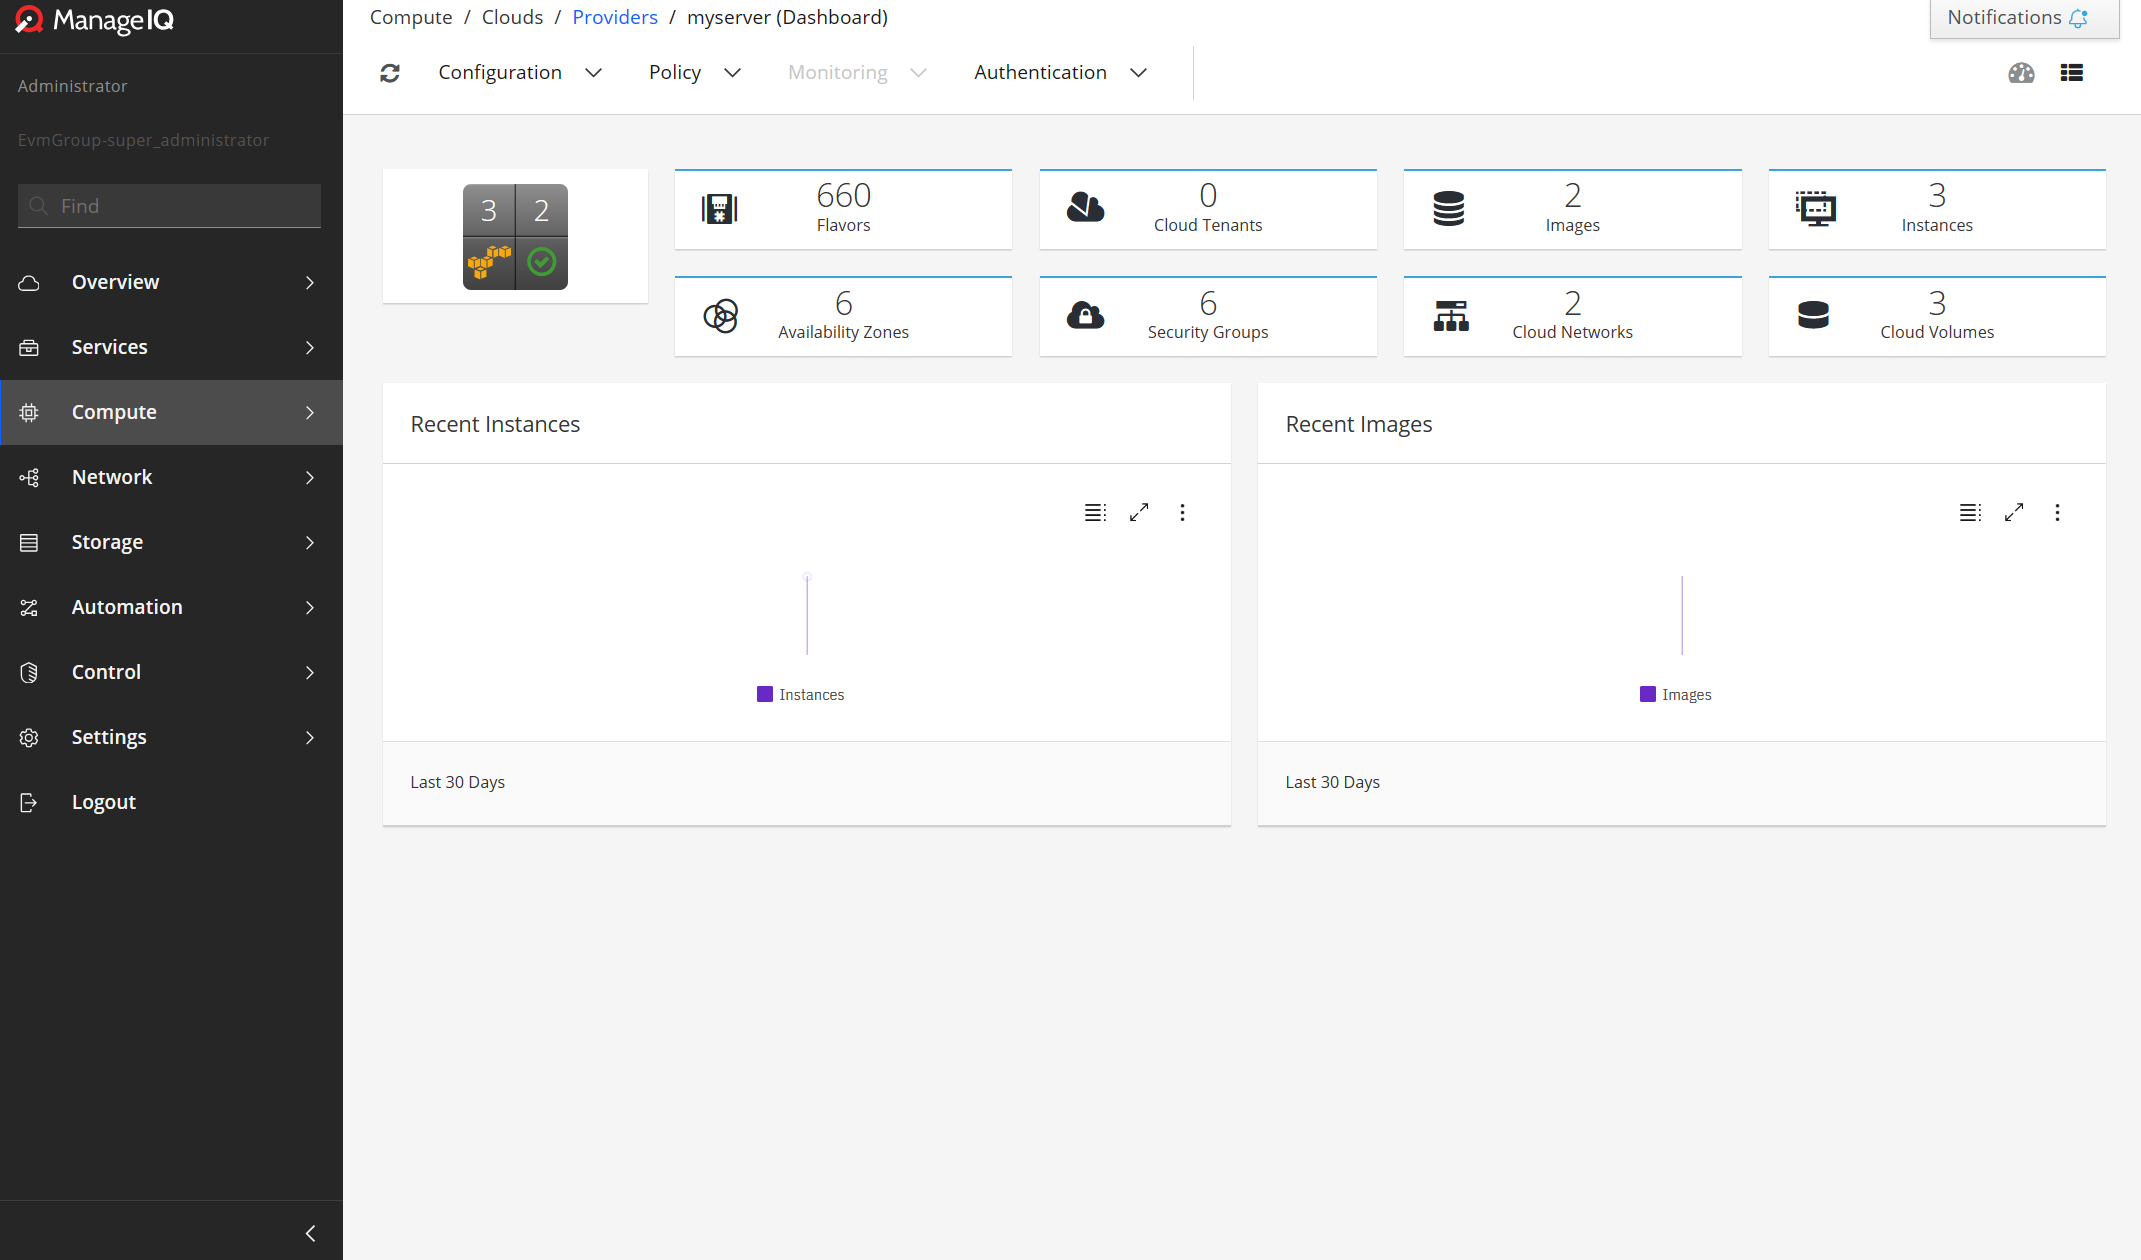 ManageIQ
Administrator
EvmGroup-super_administrator
Find
Overview
Services
Compute
Network
Storage
Automation
Control
Settings
Logout
Compute / Clouds / Providers / myserver (Dashboard)
Notifications
Configuration Policy Monitoring Authentication
3 2
660
Flavors
0
Cloud Tenants
2
Images
3
Instances
6
Availability Zones
6
Security Groups
2
Cloud Networks
3
Cloud Volumes
Recent Instances
Instances
Last 30 Days
Recent Images
Images
Last 30 Days